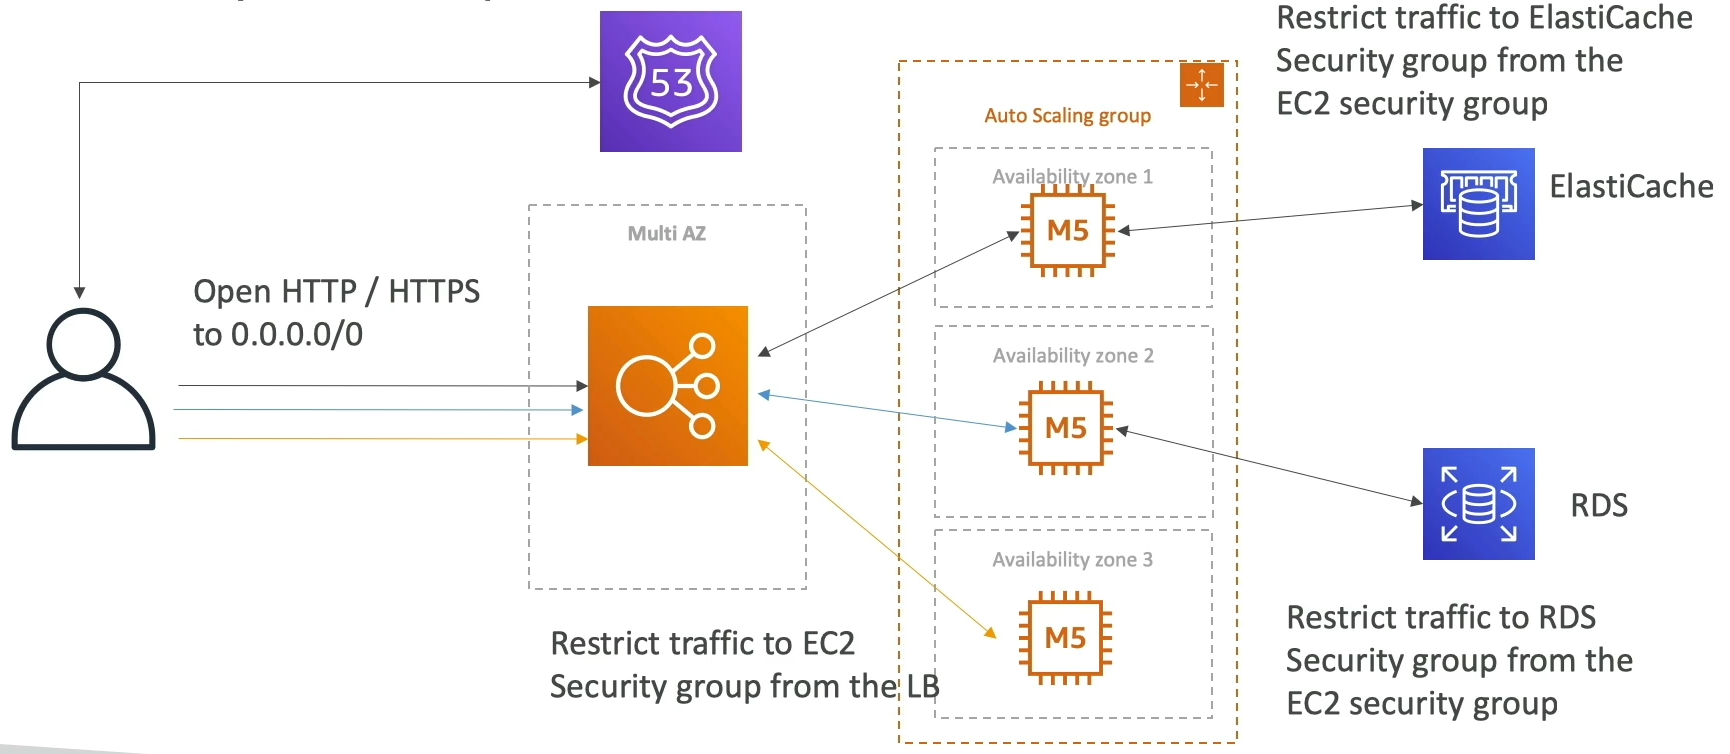 53
Restrict traffic to ElastiCache
Security group from the
EC2 security group
Auto Scaling group
Availability zone 1
M5
ElastiCache
Multi AZ
Open HTTP / HTTPS
to 0.0.0.0/0
Availability zone 2
M5
RDS
Availability zone 3
M5
Restrict traffic to EC2
Security group from the LB
Restrict traffic to RDS
Security group from the
EC2 security group